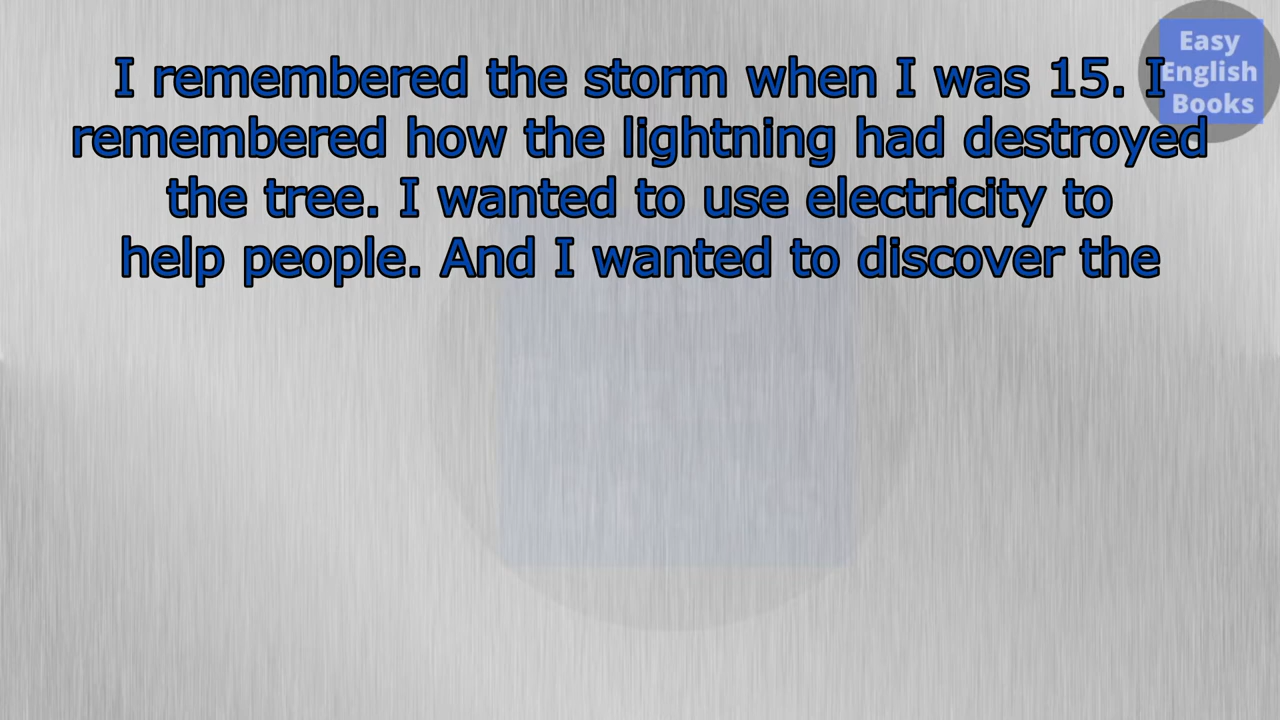 I remembered the storm when I was 15. I
remembered how the lightning had destroyed
the tree. I wanted to use electricity to
help people. And I wanted to discover the
Easy
English
Books